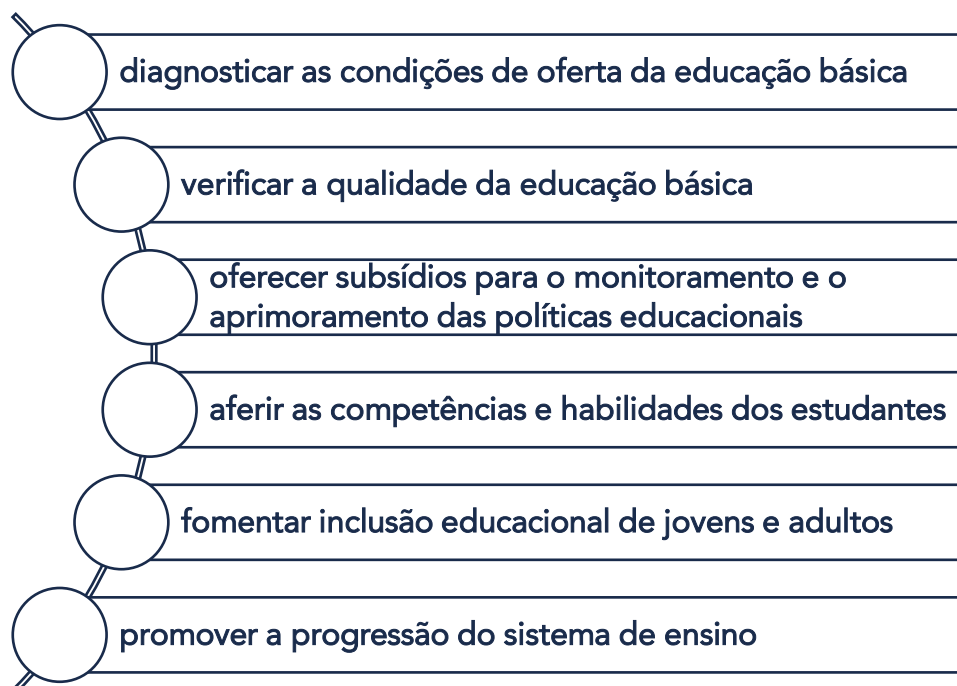 diagnosticar as condições de oferta da educação básica
verificar a qualidade da educação básica
oferecer subsídios para o monitoramento e o
aprimoramento das políticas educacionais
aferir as competências e habilidades dos estudantes
fomentar inclusão educacional de jovens e adultos
promover a progressão do sistema de ensino